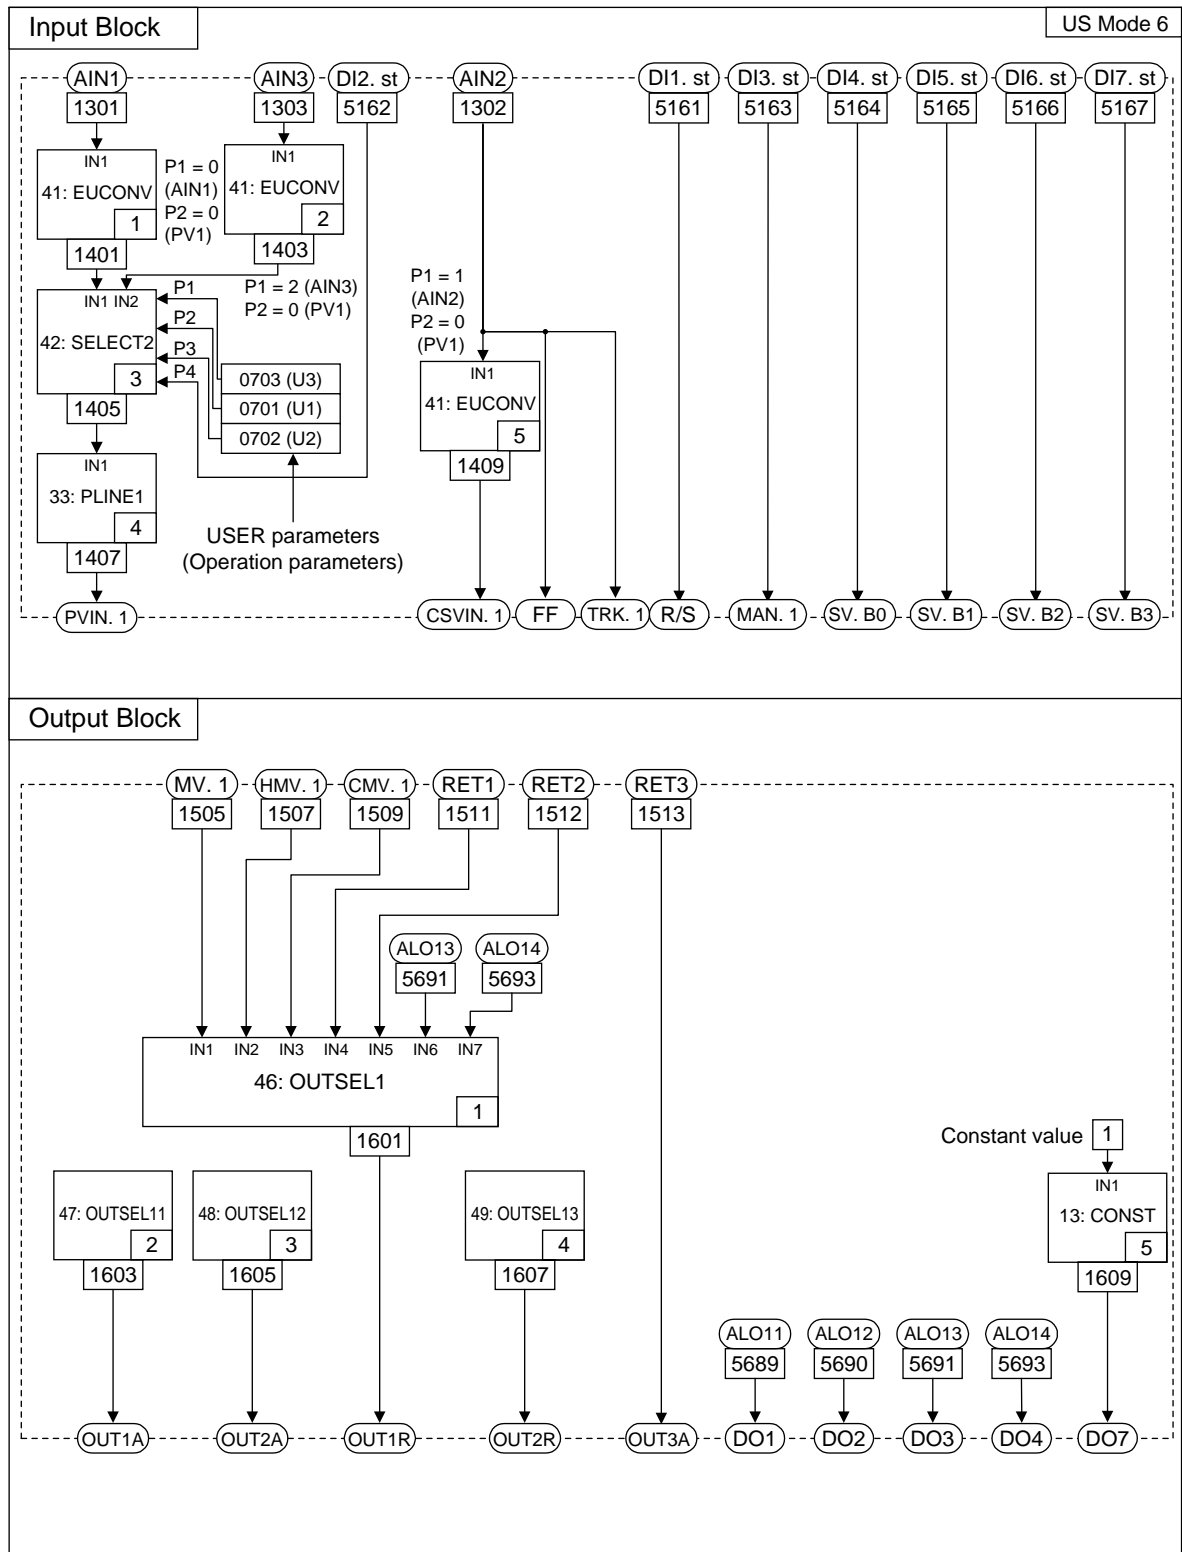 Input Block
US Mode 6
AIN1 AIN3 DI2. st AIN2 DI1. st DI3. st DI4. st DI5. st DI6. st DI7. st
1301 1303 5162 1302 5161 5163 5164 5165 5166 5167
IN1
41: EUCONV
1
1401
P1 = 0
(AIN1)
P2 = 0
(PV1)
IN1
41: EUCONV
2
1403
P1 = 2 (AIN3)
P2 = 0 (PV1)
IN1 IN2
42: SELECT2
3
1405
P1
P2
P3
P4
0703 (U3)
0701 (U1)
0702 (U2)
USER parameters
(Operation parameters)
IN1
33: PLINE1
4
1407
P1 = 1
(AIN2)
P2 = 0
(PV1)
IN1
41: EUCONV
5
1409
PVIN. 1 CSVIN. 1 FF TRK. 1 R/S MAN. 1 SV. B0 SV. B1 SV. B2 SV. B3
Output Block
MV. 1 HMV. 1 CMV. 1 RET1 RET2 RET3
1505 1507 1509 1511 1512 1513
ALO13 ALO14
5691 5693
IN1 IN2 IN3 IN4 IN5 IN6 IN7
46: OUTSEL1
1
1601
Constant value 1
IN1
13: CONST
5
1609
47: OUTSEL11
2
1603
48: OUTSEL12
3
1605
49: OUTSEL13
4
1607
ALO11 ALO12 ALO13 ALO14
5689 5690 5691 5693
OUT1A OUT2A OUT1R OUT2R OUT3A DO1 DO2 DO3 DO4 DO7